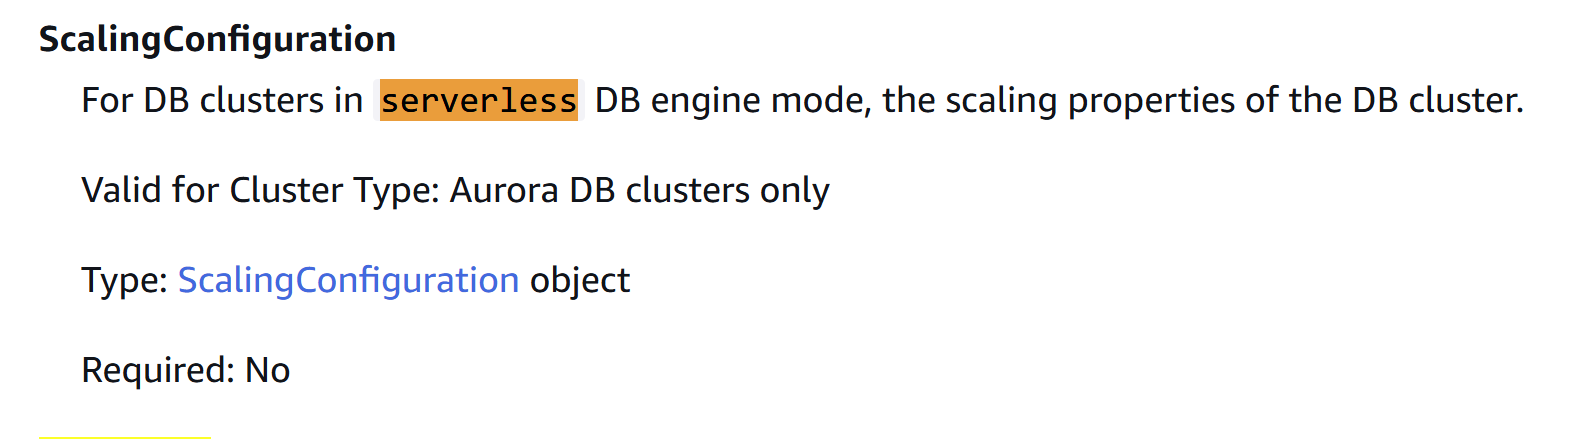 ScalingConfiguration
For DB clusters in serverless DB engine mode, the scaling properties of the DB cluster.
Valid for Cluster Type: Aurora DB clusters only
Type: ScalingConfiguration object
Required: No